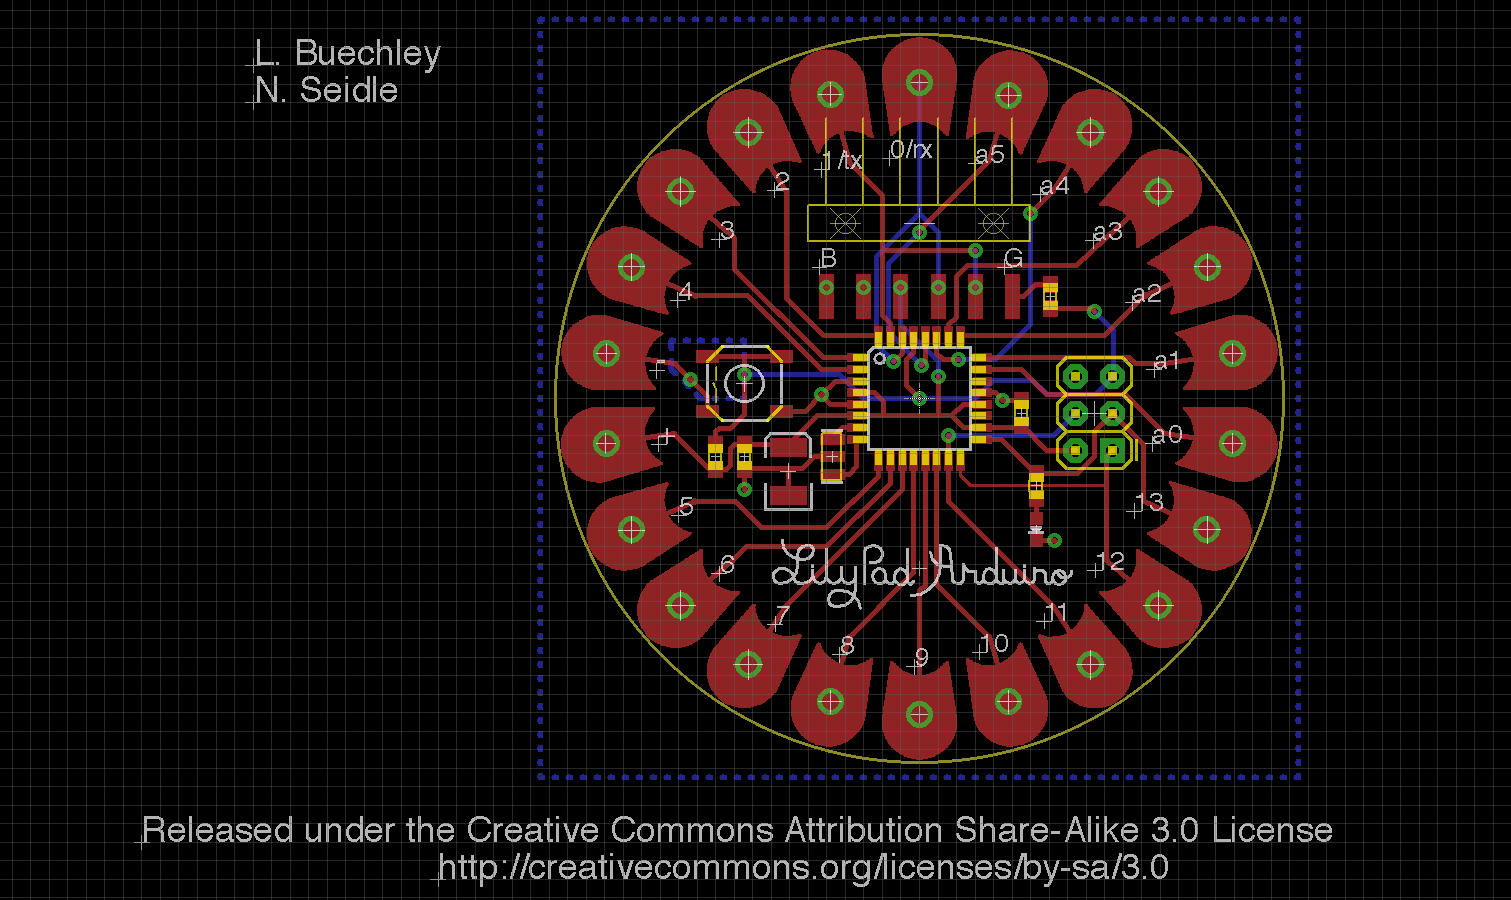 L. Buechley
N. Seidle
1/tx
0/rx
a5
2
a4
3
a3
B
G
4
a2
-
a1
+
a0
5
13
6
12
LilyPad Arduino
7
11
8
10
9
Released under the Creative Commons Attribution Share-Alike 3.0 License
http://creativecommons.org/licenses/by-sa/3.0